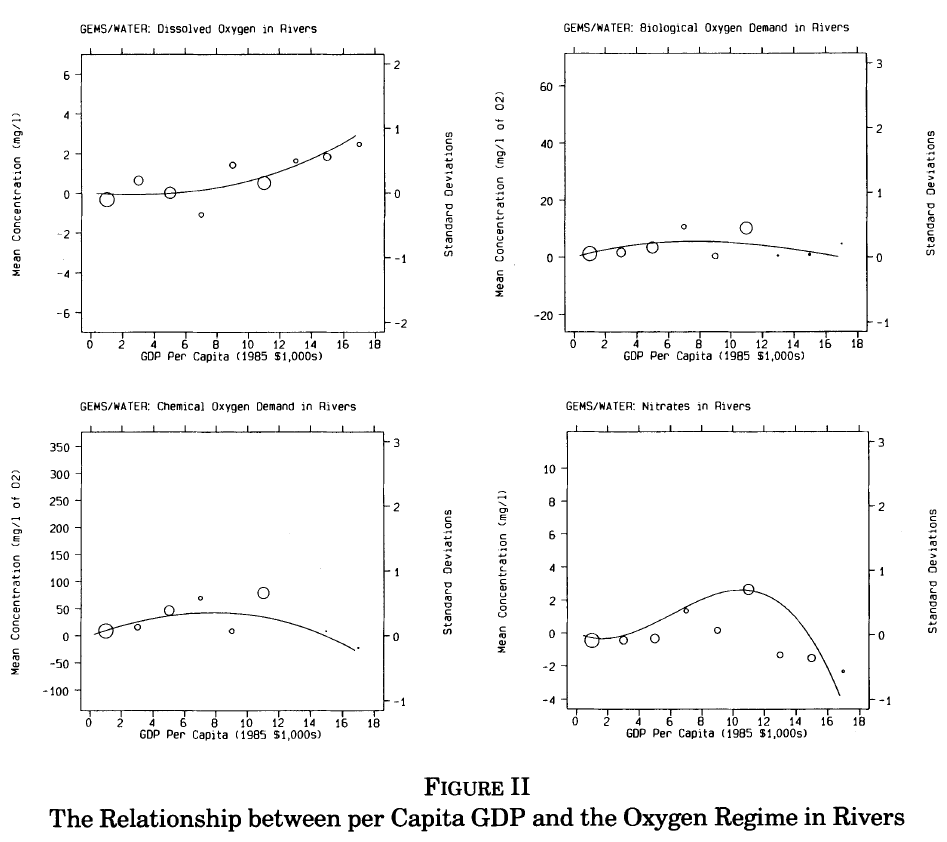 GEMS/WATER: Dissolved Oxygen in Rivers
Mean Concentration (mg/l)
6
4
2
0
-2
-4
-6
2
1
0
-1
-2
Standard Deviations
0 2 4 6 8 10 12 14 16 18
GDP Per Capita (1985 $1,000s)
GEMS/WATER: Biological Oxygen Demand in Rivers
Mean Concentration (mg/l of O2)
60
40
20
0
-20
3
2
1
0
-1
Standard Deviations
0 2 4 6 8 10 12 14 16 18
GDP Per Capita (1985 $1,000s)
GEMS/WATER: Chemical Oxygen Demand in Rivers
Mean Concentration (mg/l of O2)
350
300
250
200
150
100
50
0
-50
-100
3
2
1
0
-1
Standard Deviations
0 2 4 6 8 10 12 14 16 18
GDP Per Capita (1985 $1,000s)
GEMS/WATER: Nitrates in Rivers
Mean Concentration (mg/l)
10
8
6
4
2
0
-2
-4
3
2
1
0
-1
Standard Deviations
0 2 4 6 8 10 12 14 16 18
GDP Per Capita (1985 $1,000s)
FIGURE II
The Relationship between per Capita GDP and the Oxygen Regime in Rivers